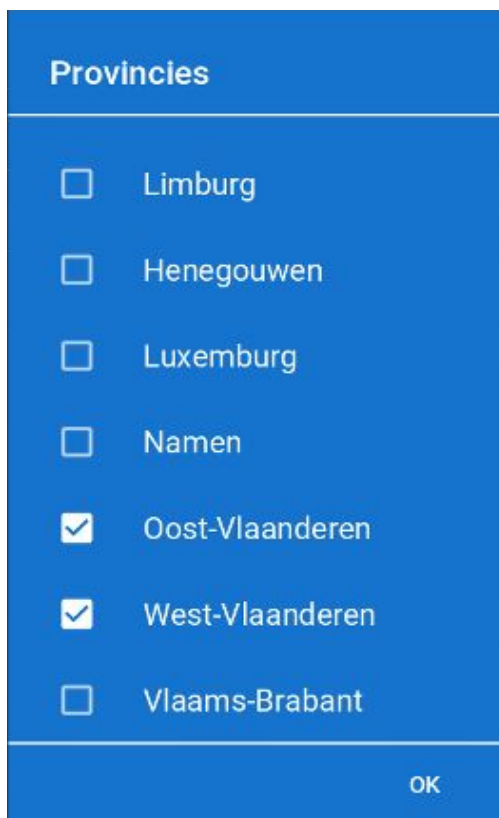 Provincies
Limburg
Henegouwen
Luxemburg
Namen
Oost-Vlaanderen
West-Vlaanderen
Vlaams-Brabant
OK